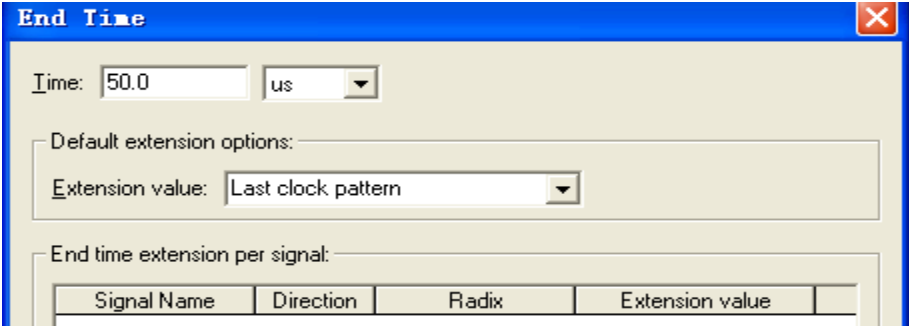 End Time
Time: 50.0 us
Default extension options:
Extension value: Last clock pattern
End time extension per signal:
Signal Name Direction Radix Extension value